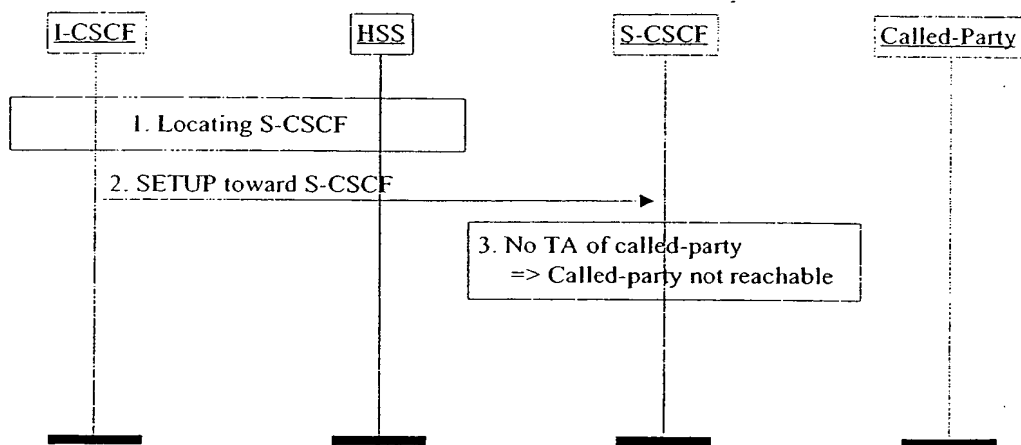 I-CSCF
HSS
S-CSCF
Called-Party
1. Locating S-CSCF
2. SETUP toward S-CSCF
3. No TA of called-party
=> Called-party not reachable